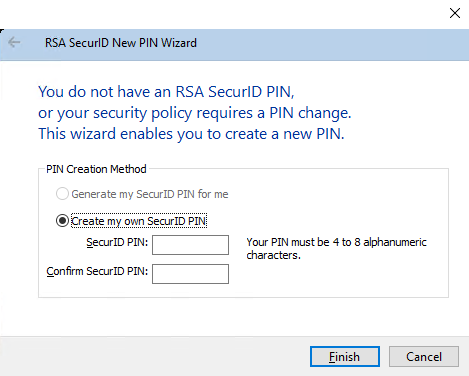 RSA SecurID New PIN Wizard
You do not have an RSA SecurID PIN,
or your security policy requires a PIN change.
This wizard enables you to create a new PIN.
PIN Creation Method
Generate my SecurID PIN for me
Create my own SecurID PIN
SecurID PIN:
Your PIN must be 4 to 8 alphanumeric
characters.
Confirm SecurID PIN:
Finish
Cancel